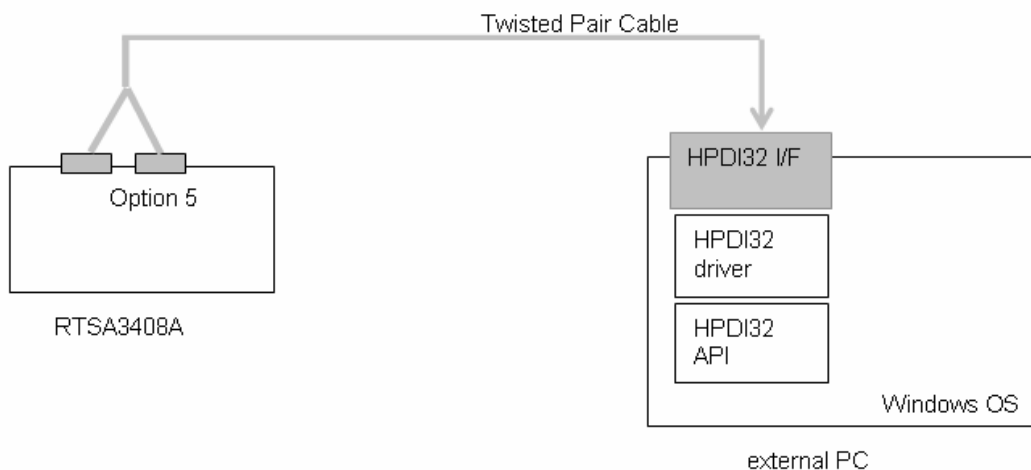 Twisted Pair Cable
HPDI32 I/F
Option 5
HPDI32
driver
RTSA3408A
HPDI32
API
Windows OS
external PC